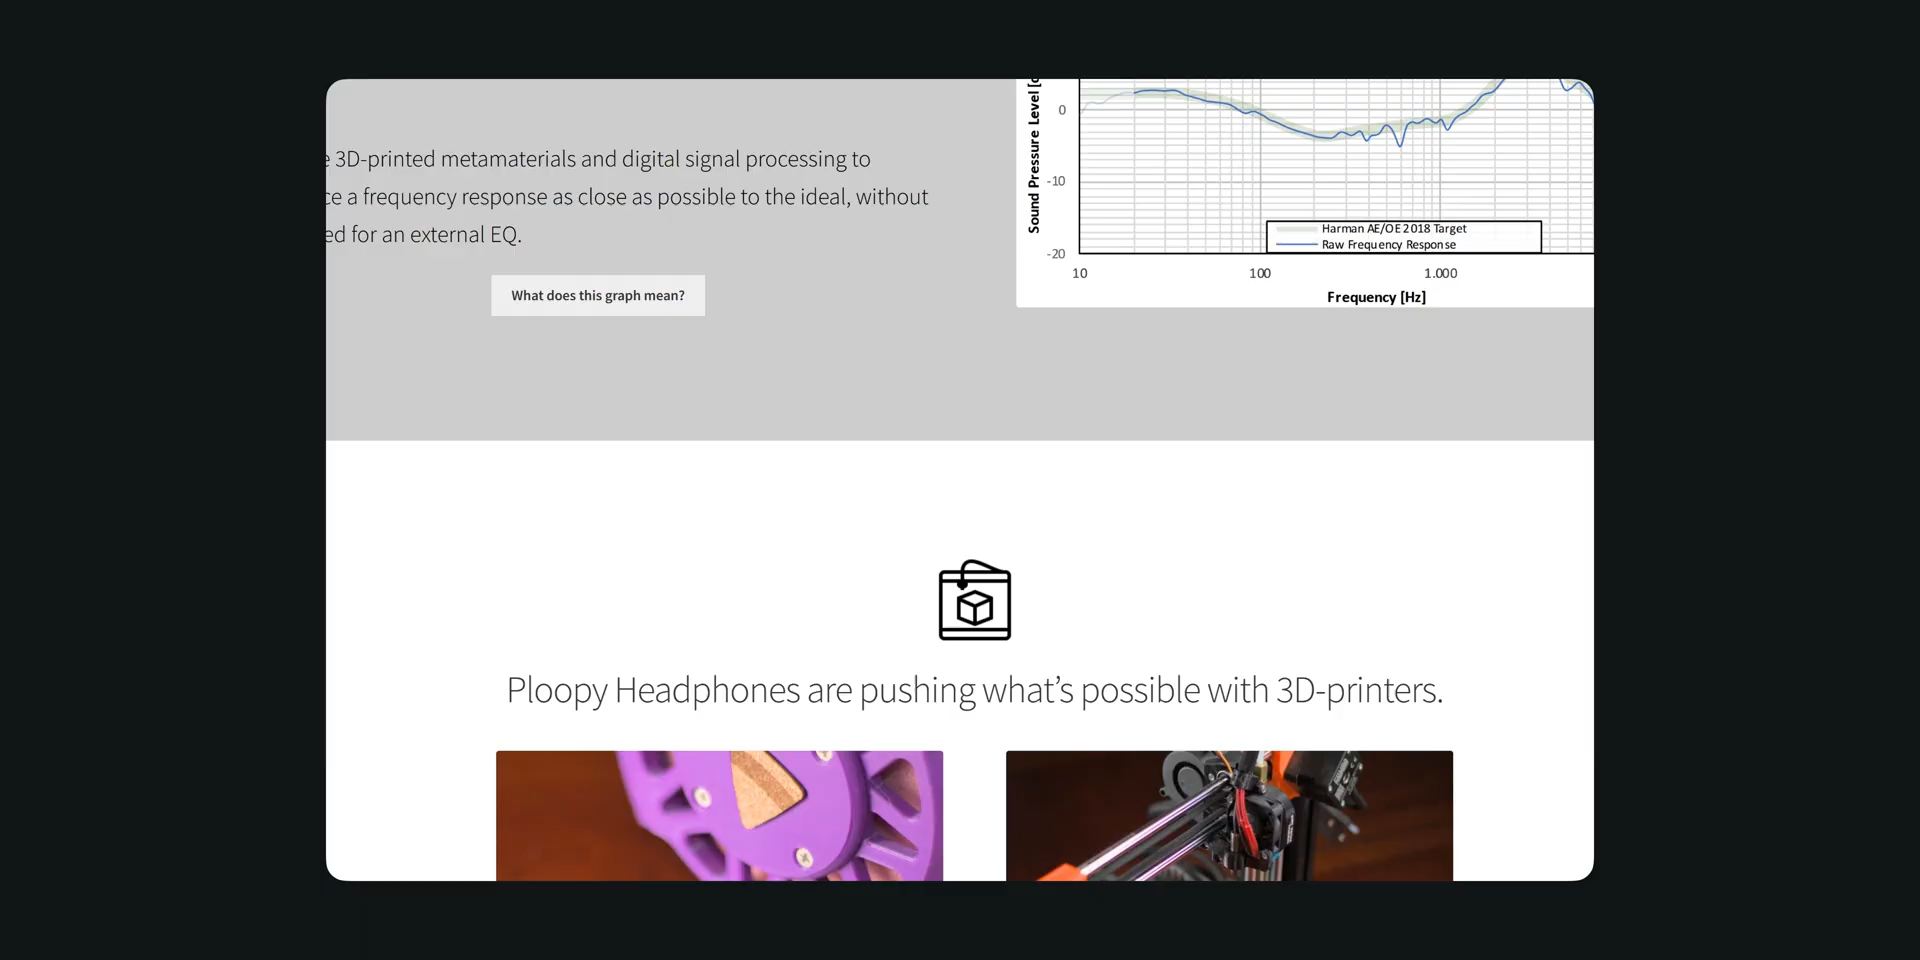 3D-printed metamaterials and digital signal processing to
a frequency response as close as possible to the ideal, without
for an external EQ.
What does this graph mean?
Sound Pressure Level
0
-10
-20
Harman AE/OE 2018 Target
Raw Frequency Response
10
100
1.000
Frequency [Hz]
Ploopy Headphones are pushing what’s possible with 3D-printers.